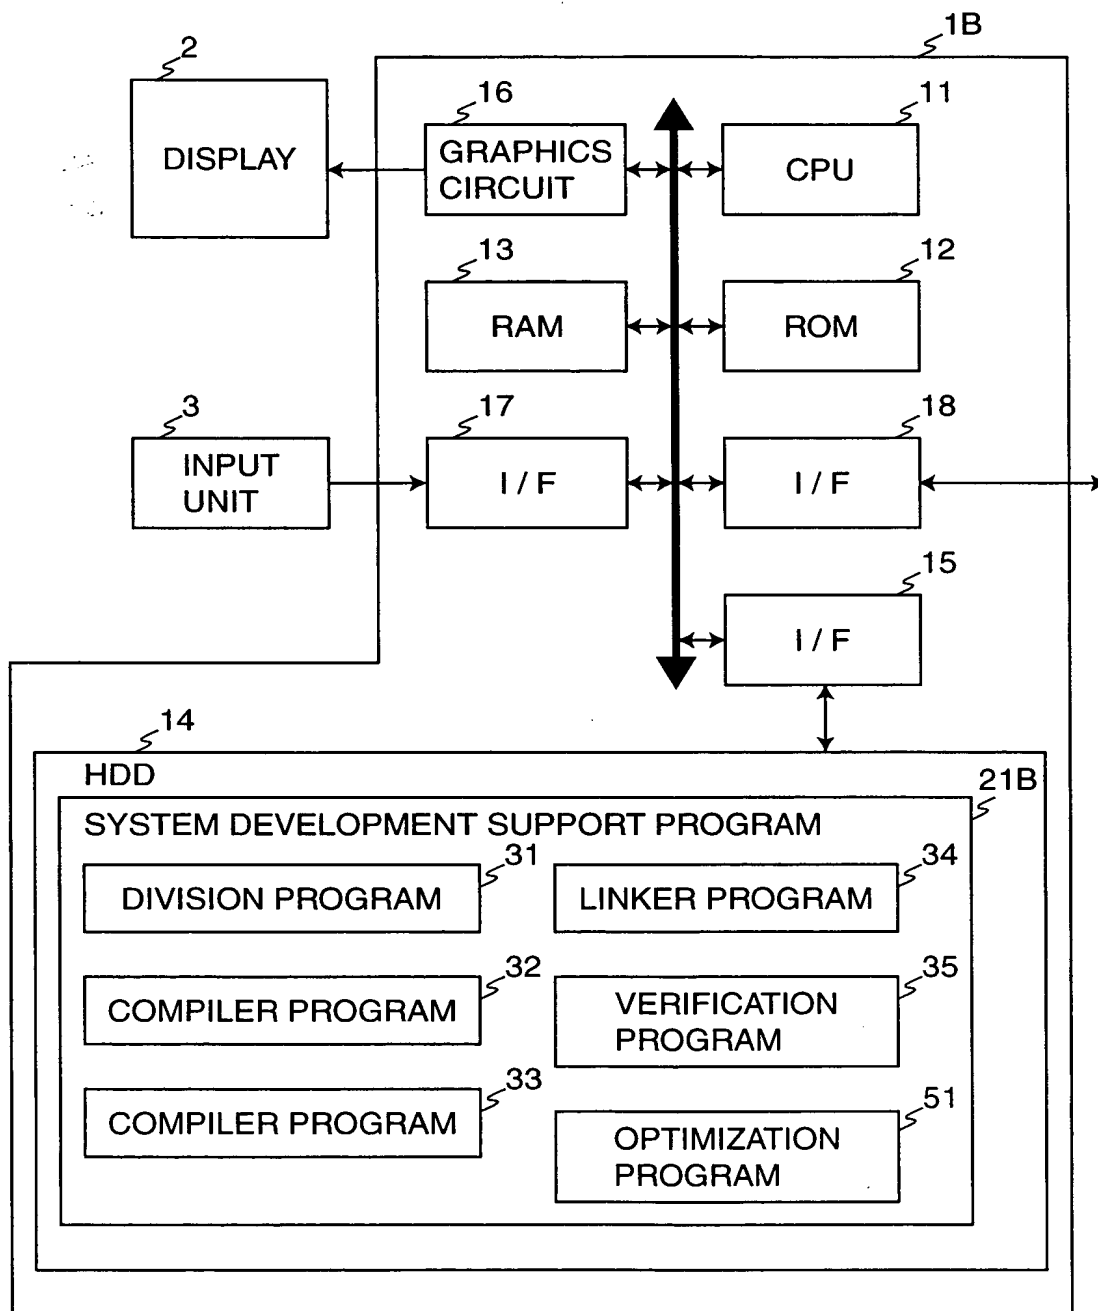 1B
2
DISPLAY
16
GRAPHICS
CIRCUIT
11
CPU
13
RAM
12
ROM
3
INPUT
UNIT
17
I / F
18
I / F
15
I / F
14
HDD
21B
SYSTEM DEVELOPMENT SUPPORT PROGRAM
31
DIVISION PROGRAM
34
LINKER PROGRAM
32
COMPILER PROGRAM
35
VERIFICATION
PROGRAM
33
COMPILER PROGRAM
51
OPTIMIZATION
PROGRAM